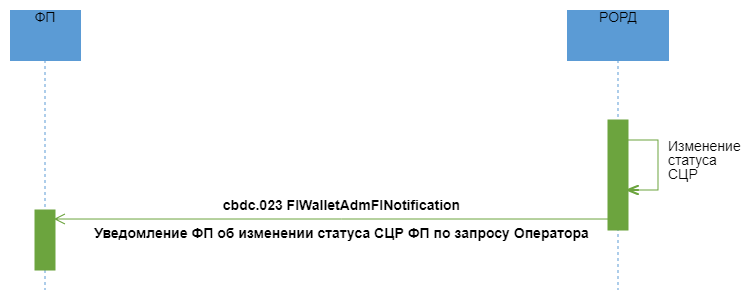 ФП
РОРД
Изменение
статуса
СЦР
cbdc.023 FIWalletAdmFINotification
Уведомление ФП об изменении статуса СЦР ФП по запросу Оператора